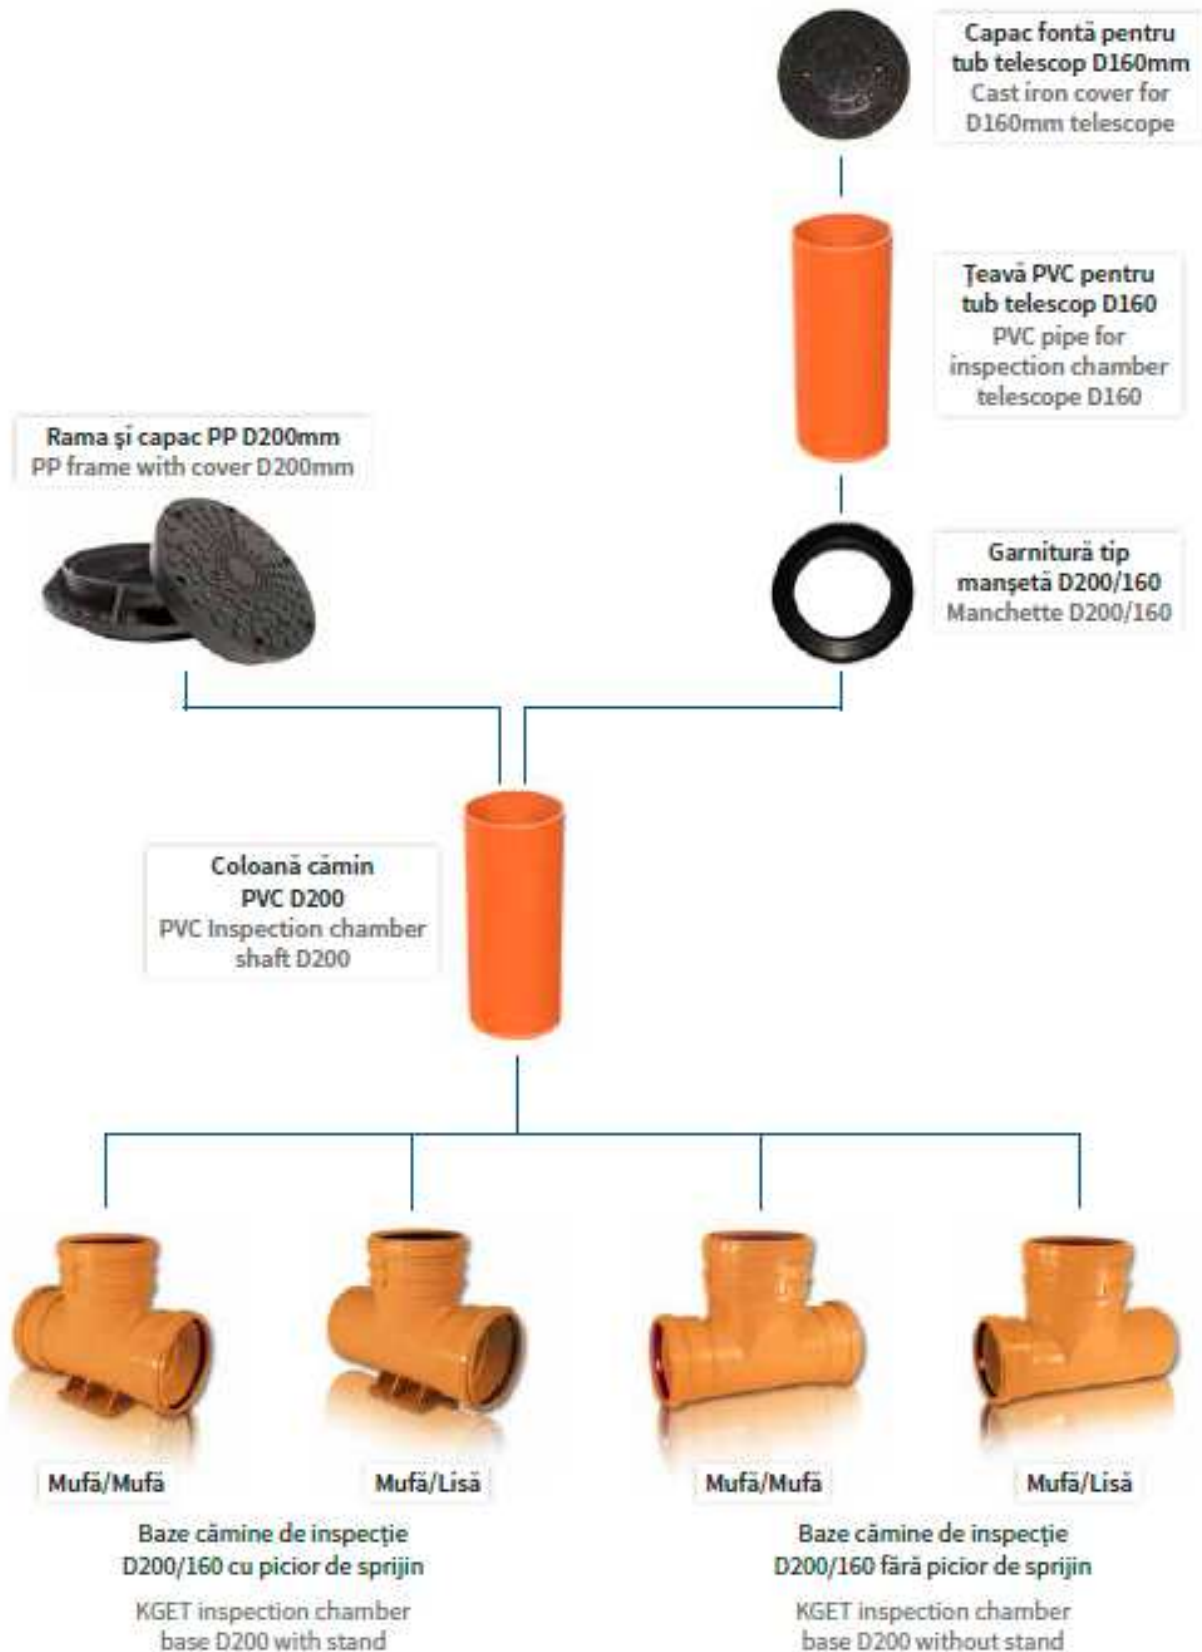 Capac fontă pentru
tub telescop D160mm
Cast iron cover for
D160mm telescope
Țeavă PVC pentru
tub telescop D160
PVC pipe for
inspection chamber
telescope D160
Rama și capac PP D200mm
PP frame with cover D200mm
Garnitură tip
manșetă D200/160
Manchette D200/160
Coloană cămin
PVC D200
PVC Inspection chamber
shaft D200
Mufă/Mufă
Mufă/Lisă
Mufă/Mufă
Mufă/Lisă
Baze cămine de inspecție
D200/160 cu picior de sprijin
KGET inspection chamber
base D200 with stand
Baze cămine de inspecție
D200/160 fără picior de sprijin
KGET inspection chamber
base D200 without stand